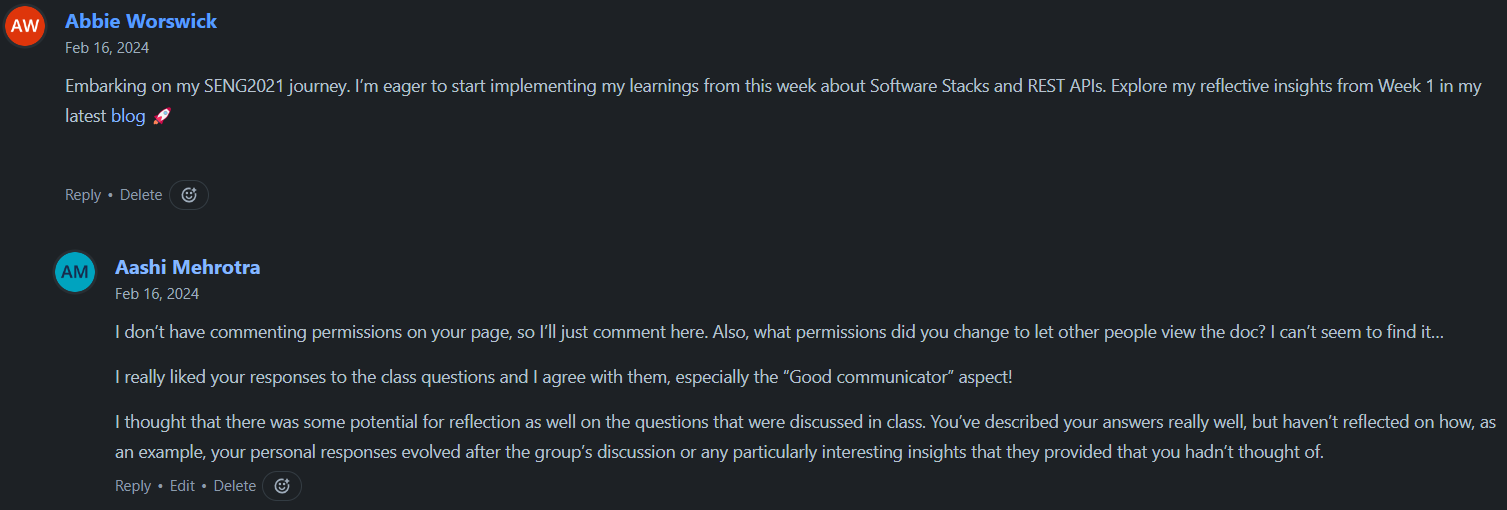 AW
Abbie Worswick
Feb 16, 2024
Embarking on my SENG2021 journey. I’m eager to start implementing my learnings from this week about Software Stacks and REST APIs. Explore my reflective insights from Week 1 in my
latest blog 🚀
Reply • Delete
AM
Aashi Mehrotra
Feb 16, 2024
I don’t have commenting permissions on your page, so I’ll just comment here. Also, what permissions did you change to let other people view the doc? I can’t seem to find it…
I really liked your responses to the class questions and I agree with them, especially the “Good communicator” aspect!
I thought that there was some potential for reflection as well on the questions that were discussed in class. You’ve described your answers really well, but haven’t reflected on how, as
an example, your personal responses evolved after the group’s discussion or any particularly interesting insights that they provided that you hadn’t thought of.
Reply • Edit • Delete